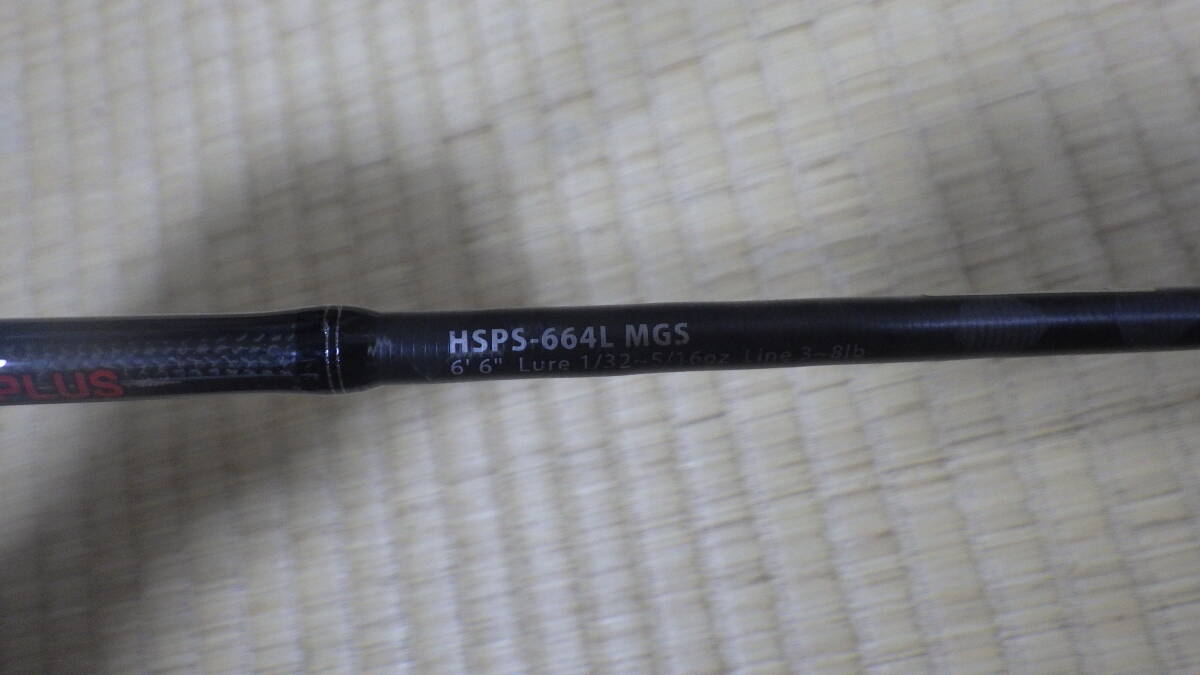 PLUS
HSPS-664L MGS
6' 6" Lure 1/32~5/16oz Line 3~8lb